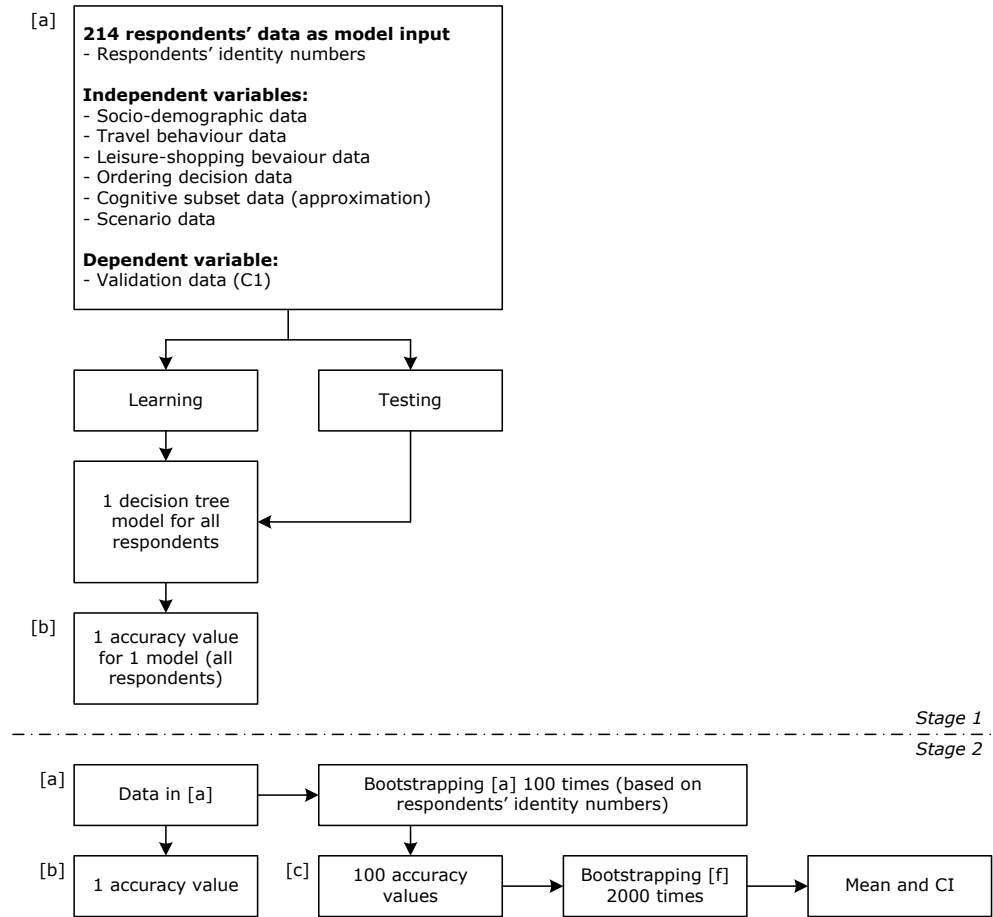 [a]
214 respondents’ data as model input
- Respondents’ identity numbers
Independent variables:
- Socio-demographic data
- Travel behaviour data
- Leisure-shopping bevaiour data
- Ordering decision data
- Cognitive subset data (approximation)
- Scenario data
Dependent variable:
- Validation data (C1)
Learning
Testing
1 decision tree
model for all
respondents
[b]
1 accuracy value
for 1 model (all
respondents)
Stage 1
Stage 2
[a]
Data in [a]
Bootstrapping [a] 100 times (based on
respondents’ identity numbers)
[b]
1 accuracy value
[c]
100 accuracy
values
Bootstrapping [f]
2000 times
Mean and CI